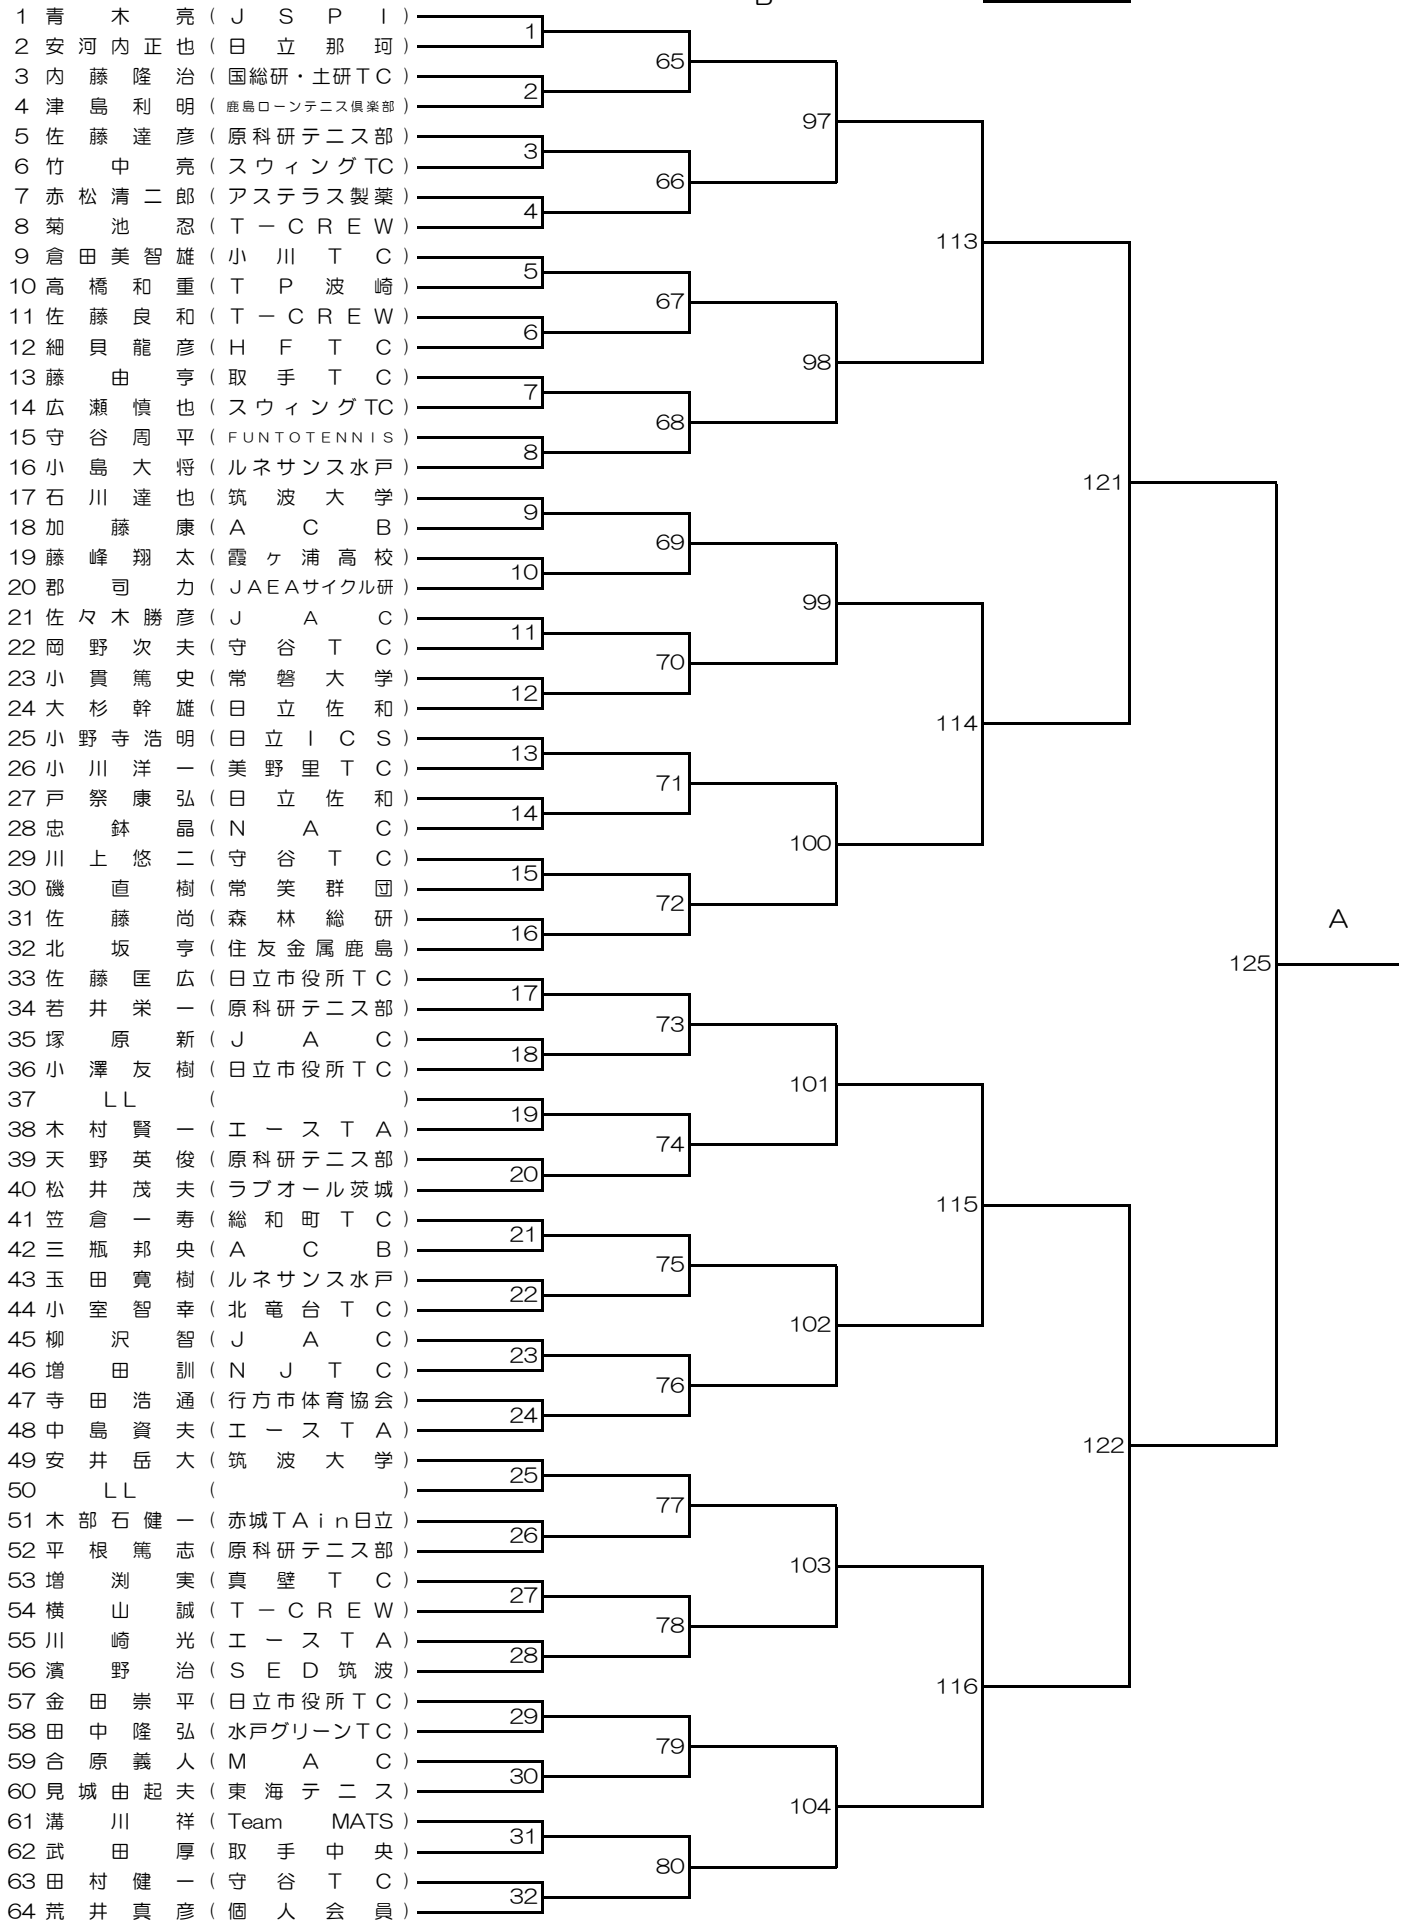 B
1 青木亮 (JSPI)
2 安河内正也 (日立那珂)
3 内藤隆治 (国総研・土研TC)
4 津島利明 (鹿島ローンテニス倶楽部)
5 佐藤達彦 (原科研テニス部)
6 竹中亮 (スウィングTC)
7 赤松清二郎 (アステラス製薬)
8 菊池忍 (T-CREW)
9 倉田美智雄 (小川TC)
10 高橋和重 (TP波崎)
11 佐藤良和 (T-CREW)
12 細貝龍彦 (HFTC)
13 藤由亨 (取手TC)
14 広瀬慎也 (スウィングTC)
15 守谷周平 (FUNTOTENNIS)
16 小島大将 (ルネサンス水戸)
17 石川達也 (筑波大学)
18 加藤康 (ACB)
19 藤峰翔太 (霞ヶ浦高校)
20 郡司力 (JAEAサイクル研)
21 佐々木勝彦 (JAC)
22 岡野次夫 (守谷TC)
23 小貫篤史 (常磐大学)
24 大杉幹雄 (日立佐和)
25 小野寺浩明 (日立ICS)
26 小川洋一 (美野里TC)
27 戸祭康弘 (日立佐和)
28 忠鉢晶 (NAC)
29 川上悠二 (守谷TC)
30 磯直樹 (常笑群団)
31 佐藤尚 (森林総研)
32 北坂亨 (住友金属鹿島)
33 佐藤匡広 (日立市役所TC)
34 若井栄一 (原科研テニス部)
35 塚原新 (JAC)
36 小澤友樹 (日立市役所TC)
37 LL ( )
38 木村賢一 (エースTA)
39 天野英俊 (原科研テニス部)
40 松井茂夫 (ラブオール茨城)
41 笠倉一寿 (総和町TC)
42 三瓶邦央 (ACB)
43 玉田寛樹 (ルネサンス水戸)
44 小室智幸 (北竜台TC)
45 柳沢智 (JAC)
46 増田訓 (NJTC)
47 寺田浩通 (行方市体育協会)
48 中島資夫 (エースTA)
49 安井岳大 (筑波大学)
50 LL ( )
51 木部石健一 (赤城TAin日立)
52 平根篤志 (原科研テニス部)
53 増渕実 (真壁TC)
54 横山誠 (T-CREW)
55 川崎光 (エースTA)
56 濱野治 (SED筑波)
57 金田崇平 (日立市役所TC)
58 田中隆弘 (水戸グリーンTC)
59 合原義人 (MAC)
60 見城由起夫 (東海テニス)
61 溝川祥 (Team MATS)
62 武田厚 (取手中央)
63 田村健一 (守谷TC)
64 荒井真彦 (個人会員)
1
2
3
4
5
6
7
8
9
10
11
12
13
14
15
16
17
18
19
20
21
22
23
24
25
26
27
28
29
30
31
32
65
66
67
68
69
70
71
72
73
74
75
76
77
78
79
80
97
98
99
100
101
102
103
104
113
114
115
116
121
122
125
A